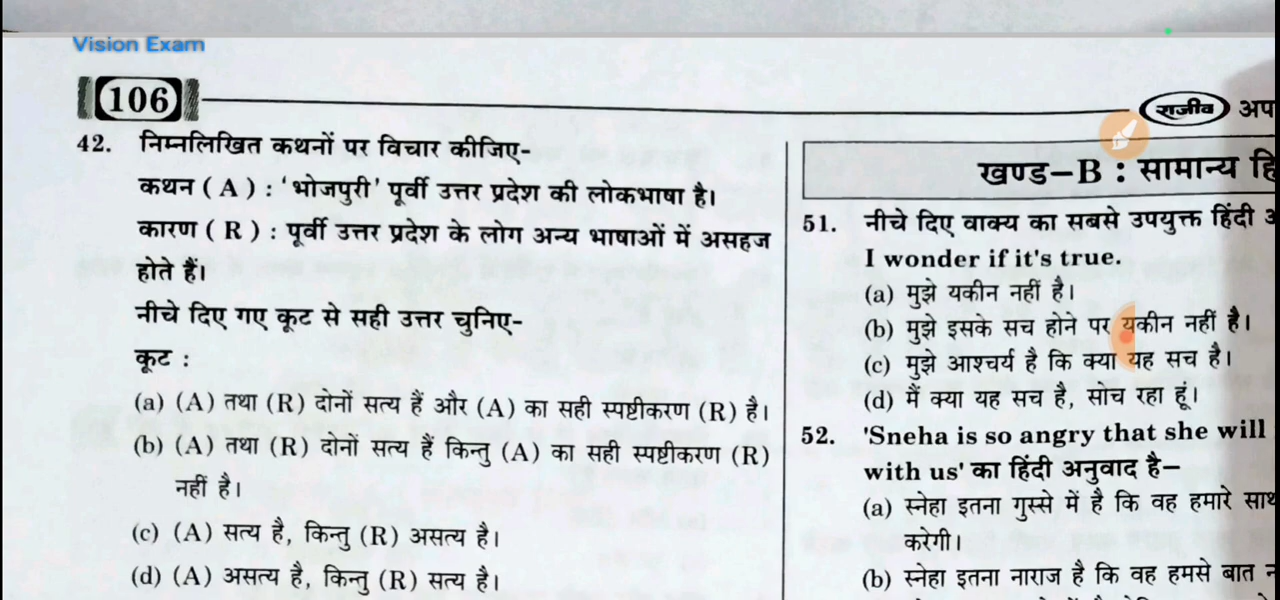 Vision Exam
106
राजीव
42. निम्नलिखित कथनों पर विचार कीजिए-
कथन ( A ) : ‘भोजपुरी’ पूर्वी उत्तर प्रदेश की लोकभाषा है।
कारण ( R ) : पूर्वी उत्तर प्रदेश के लोग अन्य भाषाओं में असहज
होते हैं।
नीचे दिए गए कूट से सही उत्तर चुनिए-
कूट :
(a) (A) तथा (R) दोनों सत्य हैं और (A) का सही स्पष्टीकरण (R) है।
(b) (A) तथा (R) दोनों सत्य हैं किन्तु (A) का सही स्पष्टीकरण (R)
नहीं है।
(c) (A) सत्य है, किन्तु (R) असत्य है।
(d) (A) असत्य है, किन्तु (R) सत्य है।
खण्ड–B : सामान्य
51. नीचे दिए वाक्य का सबसे उपयुक्त हिंदी
I wonder if it's true.
(a) मुझे यकीन नहीं है।
(b) मुझे इसके सच होने पर यकीन नहीं है।
(c) मुझे आश्चर्य है कि क्या यह सच है।
(d) मैं क्या यह सच है, सोच रहा हूं।
52. 'Sneha is so angry that she will
with us' का हिंदी अनुवाद है–
(a) स्नेहा इतना गुस्से में है कि वह हमारे
करेगी।
(b) स्नेहा इतना नाराज है कि वह हमसे बात